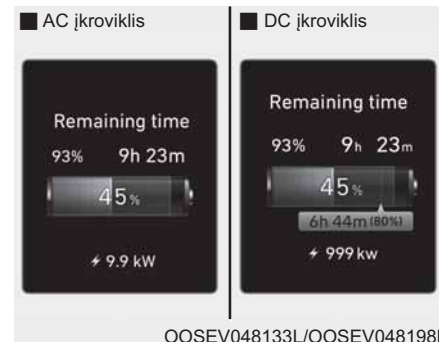 ■ AC įkroviklis
Remaining time
93% 9h 23m
45%
⚡ 9.9 kW
■ DC įkroviklis
Remaining time
93% 9h 23m
45%
6h 44m (80%)
⚡ 999 kw
OOSEV048133L/OOSEV048198L